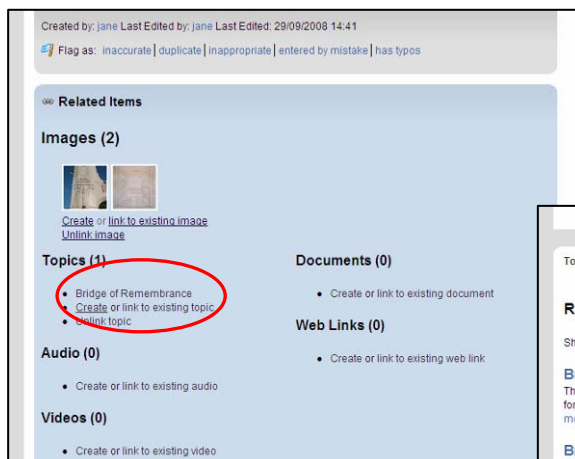 Created by: jane Last Edited by: jane Last Edited: 29/09/2008 14:41
Flag as: inaccurate | duplicate | inappropriate | entered by mistake | has typos
Related Items
Images (2)
Create or link to existing image
Unlink image
Topics (1)
• Bridge of Remembrance
• Create or link to existing topic
• Unlink topic
Audio (0)
• Create or link to existing audio
Videos (0)
• Create or link to existing video
Documents (0)
• Create or link to existing document
Web Links (0)
• Create or link to existing web link
To
R
Sh
B
Th
for
B